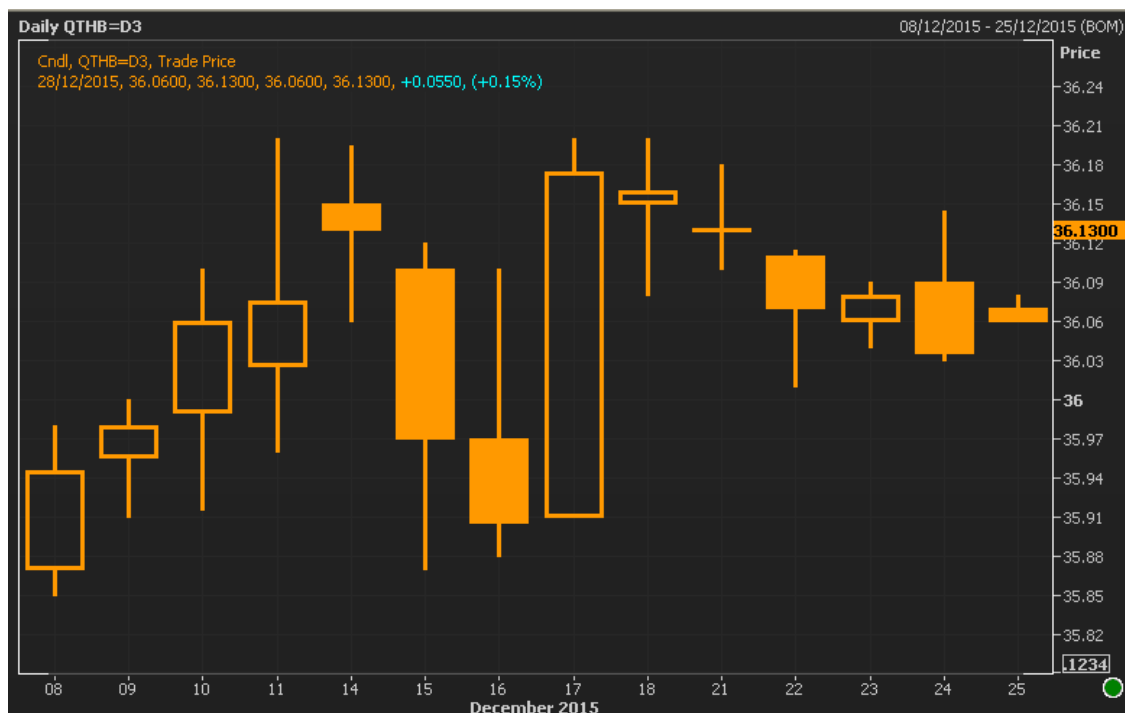 Daily QTHB=D3 08/12/2015 - 25/12/2015 (BOM)
Price
Cndl, QTHB=D3, Trade Price
28/12/2015, 36.0600, 36.1300, 36.0600, 36.1300, +0.0550, (+0.15%)
36.24
36.21
36.18
36.15
36.1300
36.12
36.09
36.06
36.03
36
35.97
35.94
35.91
35.88
35.85
35.82
.1234
08 09 10 11 14 15 16 17 18 21 22 23 24 25
December 2015